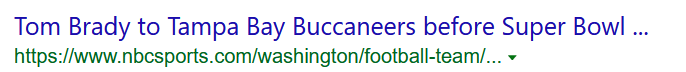 Tom Brady to Tampa Bay Buccaneers before Super Bowl ...
https://www.nbcsports.com/washington/football-team/...